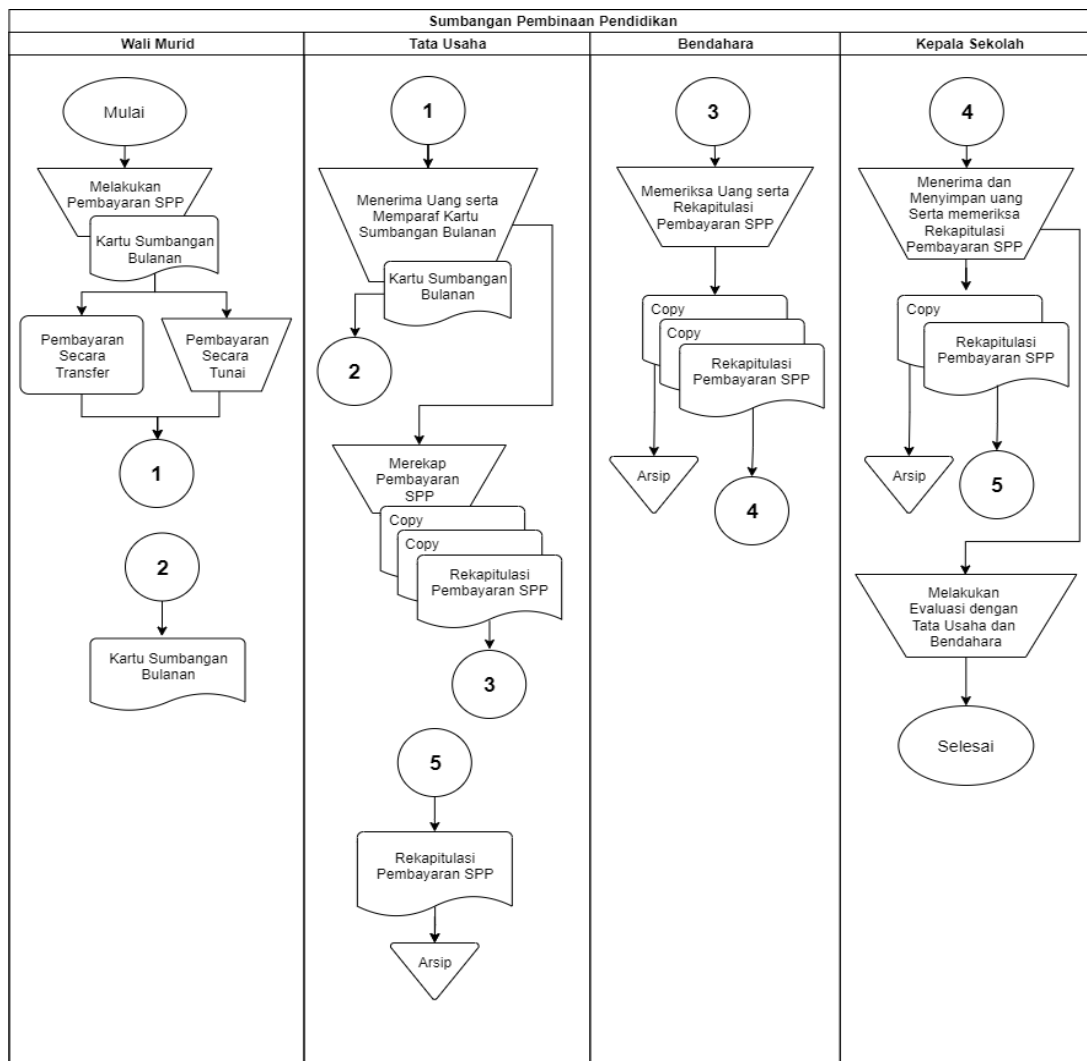 Sumbangan Pembinaan Pendidikan
Wali Murid
Tata Usaha
Bendahara
Kepala Sekolah
Mulai
Melakukan
Pembayaran SPP
Kartu Sumbangan
Bulanan
Pembayaran
Secara
Transfer
Pembayaran
Secara
Tunai
1
2
Kartu Sumbangan
Bulanan
1
Menerima Uang serta
Memparaf Kartu
Sumbangan Bulanan
Kartu Sumbangan
Bulanan
2
Merekap
Pembayaran
SPP
Copy
Copy
Rekapitulasi
Pembayaran SPP
3
5
Rekapitulasi
Pembayaran SPP
Arsip
3
Memeriksa Uang serta
Rekapitulasi
Pembayaran SPP
Copy
Copy
Rekapitulasi
Pembayaran SPP
Arsip
4
4
Menerima dan
Menyimpan uang
Serta memeriksa
Rekapitulasi
Pembayaran SPP
Copy
Rekapitulasi
Pembayaran SPP
Arsip
5
Melakukan
Evaluasi dengan
Tata Usaha dan
Bendahara
Selesai